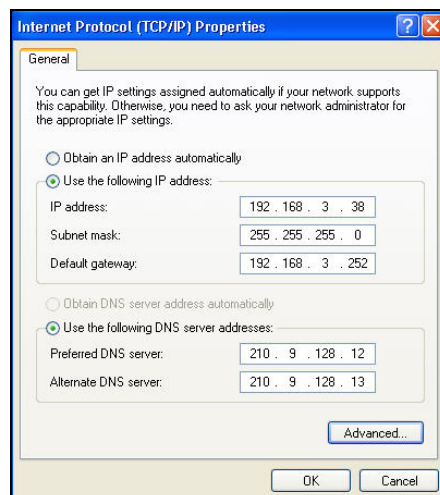 Internet Protocol (TCP/IP) Properties
General
You can get IP settings assigned automatically if your network supports
this capability. Otherwise, you need to ask your network administrator for
the appropriate IP settings.
Obtain an IP address automatically
Use the following IP address:
IP address: 192 . 168 . 3 . 38
Subnet mask: 255 . 255 . 255 . 0
Default gateway: 192 . 168 . 3 . 252
Obtain DNS server address automatically
Use the following DNS server addresses:
Preferred DNS server: 210 . 9 . 128 . 12
Alternate DNS server: 210 . 9 . 128 . 13
Advanced...
OK Cancel